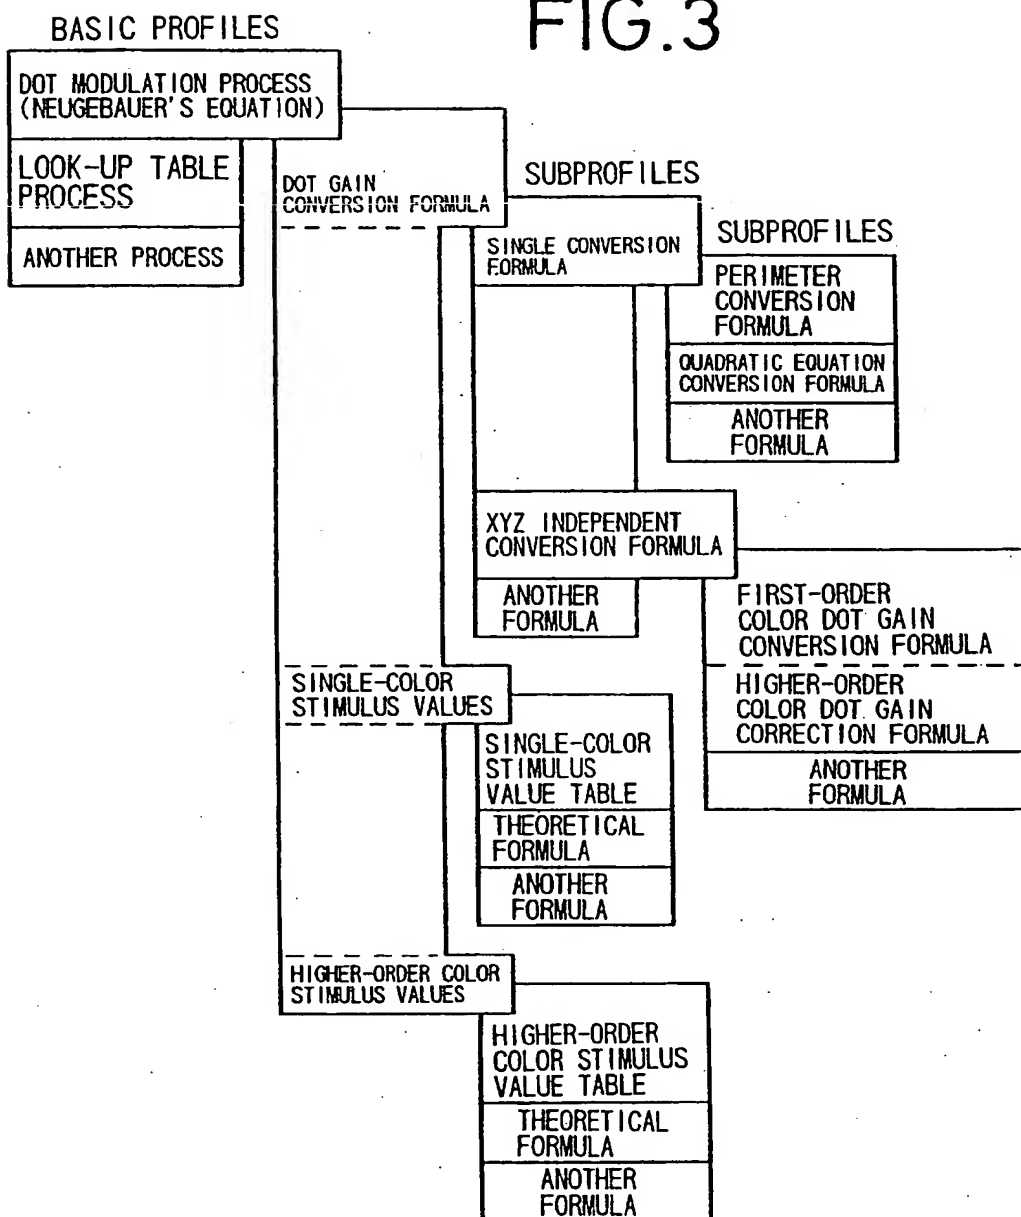 FIG.3
BASIC PROFILES
DOT MODULATION PROCESS
(NEUGEBAUER'S EQUATION)
LOOK-UP TABLE
PROCESS
ANOTHER PROCESS
DOT GAIN
CONVERSION FORMULA
SUBPROFILES
SINGLE CONVERSION
FORMULA
SUBPROFILES
PERIMETER
CONVERSION
FORMULA
QUADRATIC EQUATION
CONVERSION FORMULA
ANOTHER
FORMULA
XYZ INDEPENDENT
CONVERSION FORMULA
ANOTHER
FORMULA
FIRST-ORDER
COLOR DOT GAIN
CONVERSION FORMULA
HIGHER-ORDER
COLOR DOT GAIN
CORRECTION FORMULA
ANOTHER
FORMULA
SINGLE-COLOR
STIMULUS VALUES
SINGLE-COLOR
STIMULUS
VALUE TABLE
THEORETICAL
FORMULA
ANOTHER
FORMULA
HIGHER-ORDER COLOR
STIMULUS VALUES
HIGHER-ORDER
COLOR STIMULUS
VALUE TABLE
THEORETICAL
FORMULA
ANOTHER
FORMULA